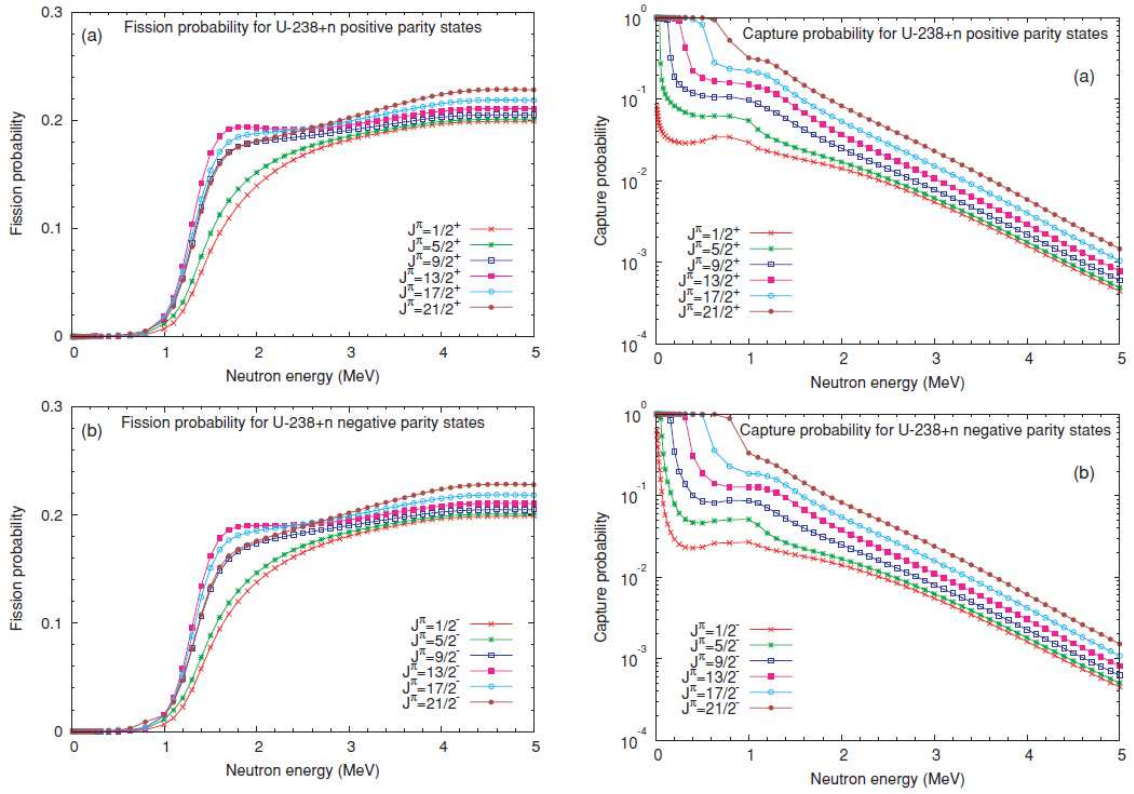 (a)
Fission probability for U-238+n positive parity states
0.3
0.2
0.1
0
Fission probability
J^π=1/2^+
J^π=5/2^+
J^π=9/2^+
J^π=13/2^+
J^π=17/2^+
J^π=21/2^+
0 1 2 3 4 5
Neutron energy (MeV)
Capture probability for U-238+n positive parity states
(a)
10^0
10^-1
10^-2
10^-3
10^-4
Capture probability
J^π=1/2^+
J^π=5/2^+
J^π=9/2^+
J^π=13/2^+
J^π=17/2^+
J^π=21/2^+
0 1 2 3 4 5
Neutron energy (MeV)
(b)
Fission probability for U-238+n negative parity states
0.3
0.2
0.1
0
Fission probability
J^π=1/2^-
J^π=5/2^-
J^π=9/2^-
J^π=13/2^-
J^π=17/2^-
J^π=21/2^-
0 1 2 3 4 5
Neutron energy (MeV)
Capture probability for U-238+n negative parity states
(b)
10^0
10^-1
10^-2
10^-3
10^-4
Capture probability
J^π=1/2^-
J^π=5/2^-
J^π=9/2^-
J^π=13/2^-
J^π=17/2^-
J^π=21/2^-
0 1 2 3 4 5
Neutron energy (MeV)